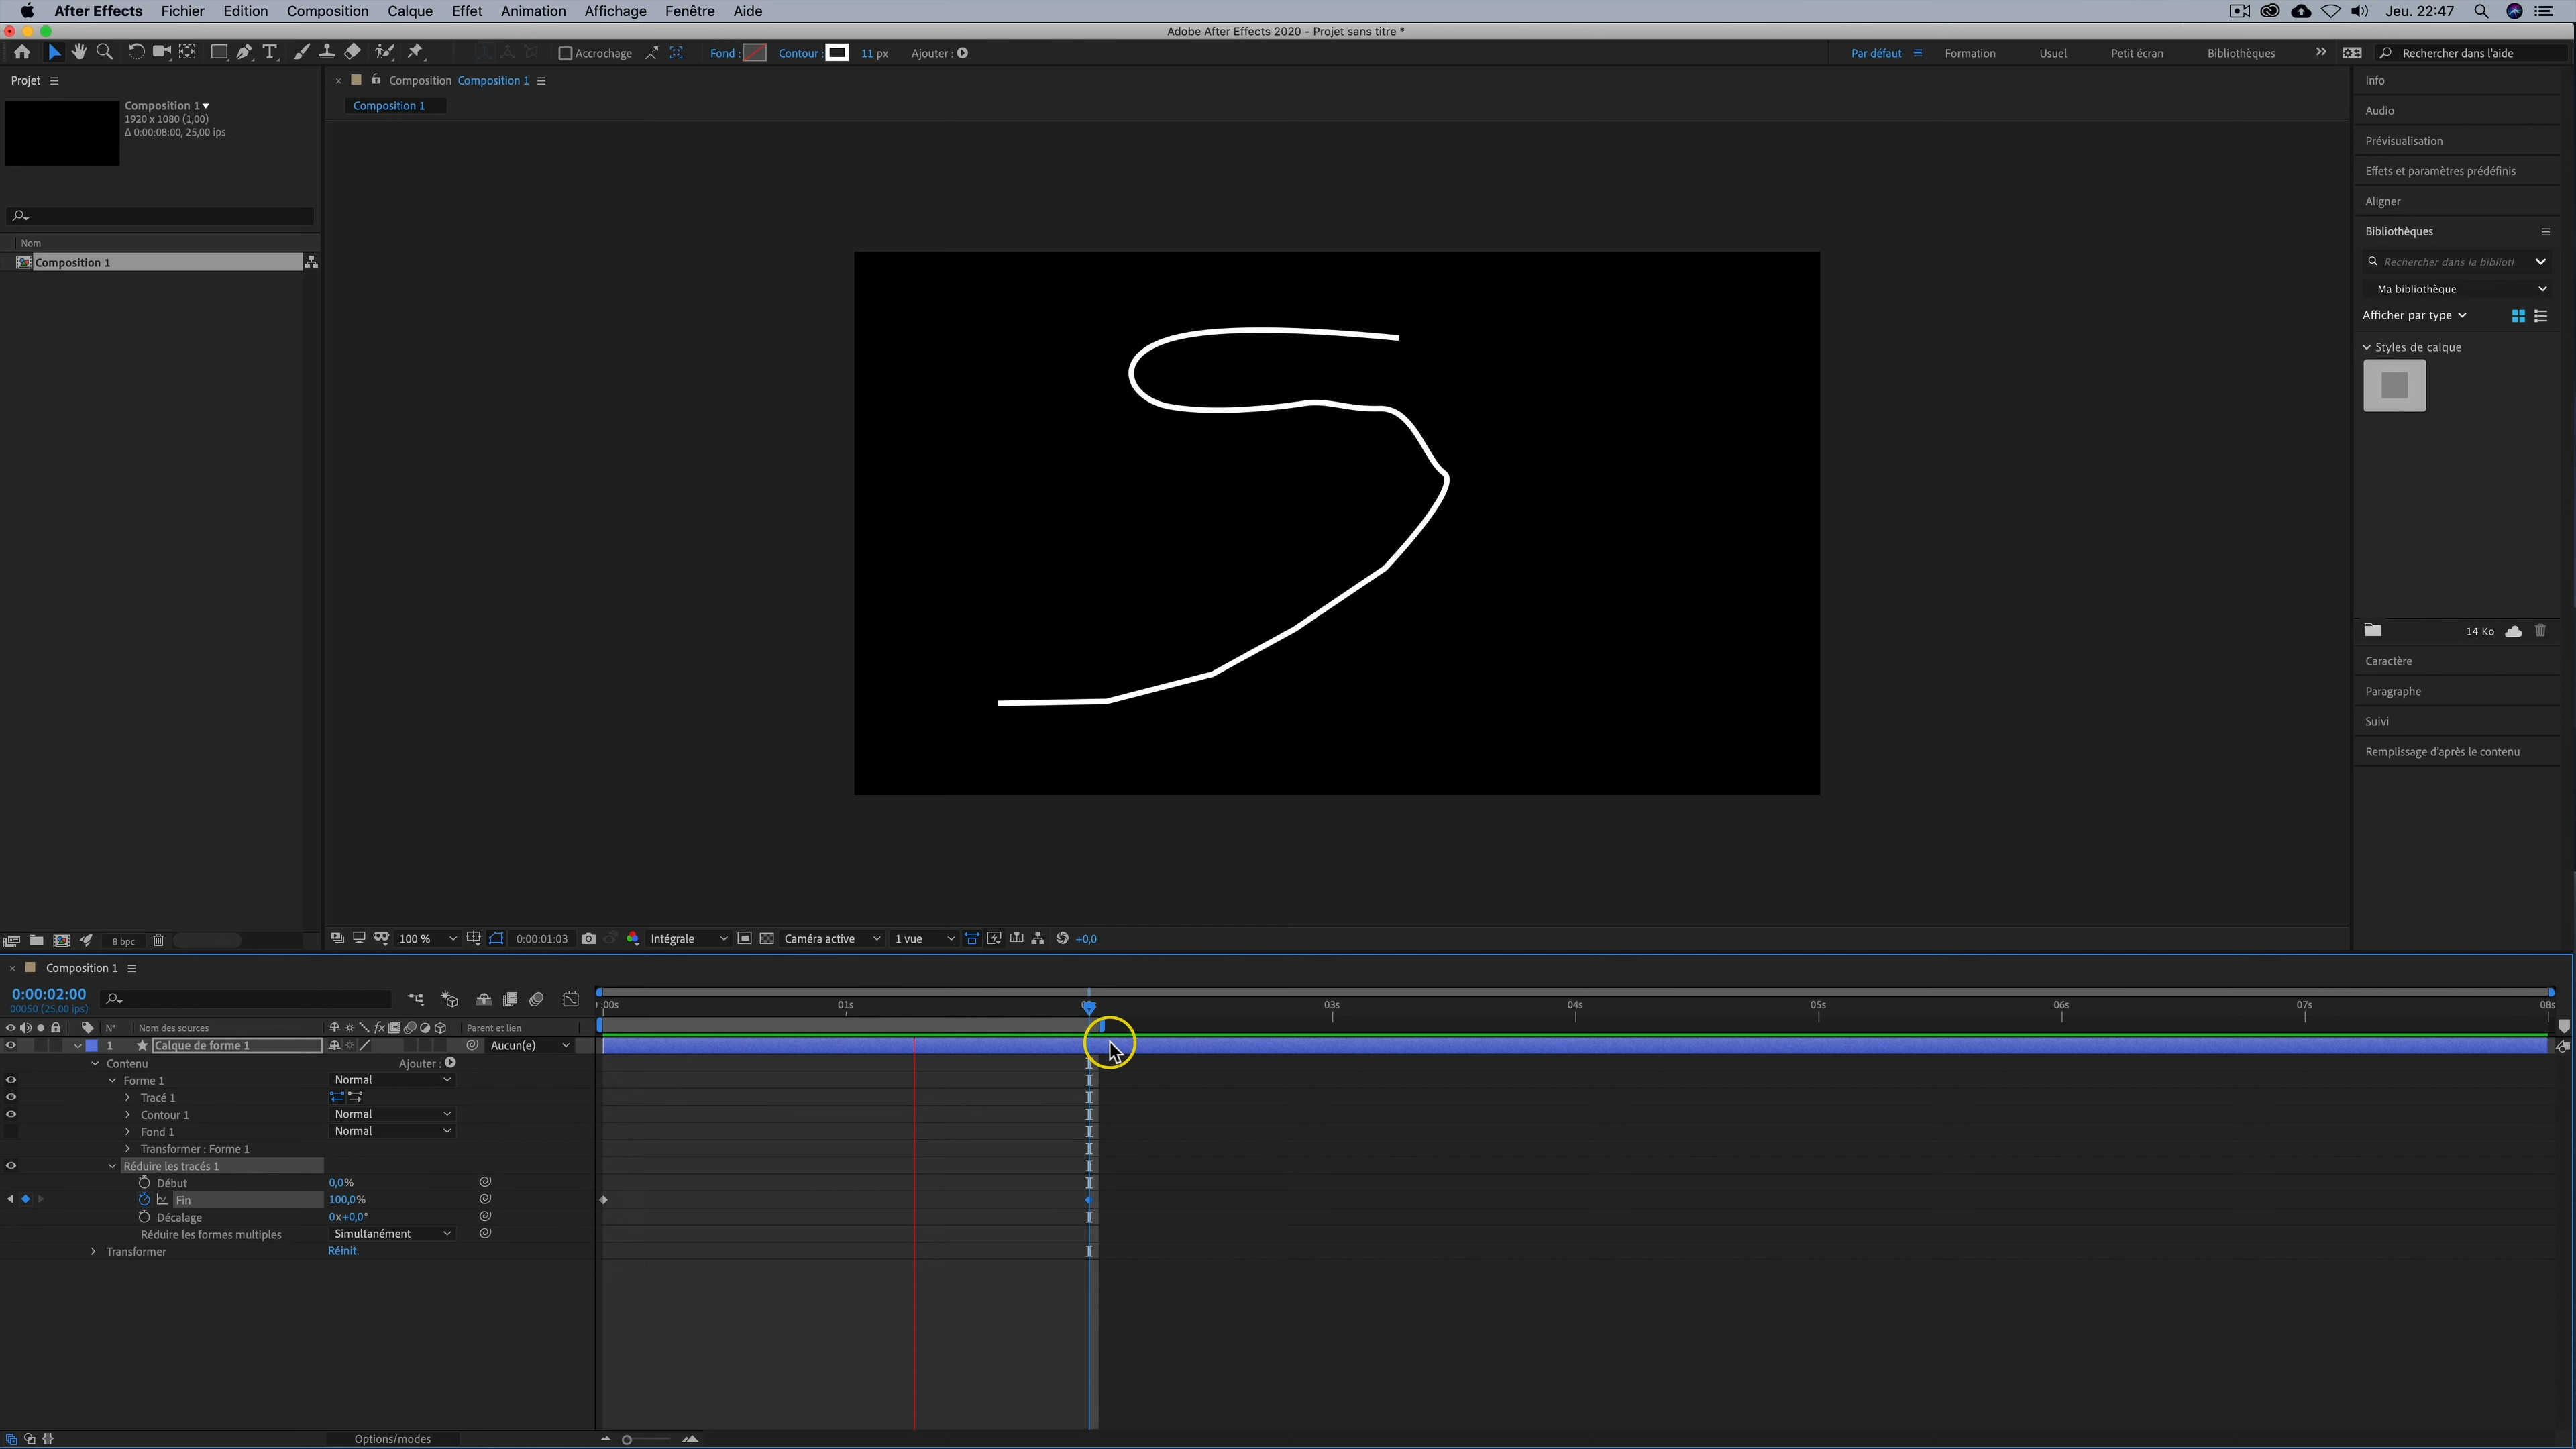 After Effects Fichier Edition Composition Calque Effet Animation Affichage Fenêtre Aide Jeu. 22:47
Adobe After Effects 2020 - Projet sans titre *
Accrochage Fond : Contour : 11 px Ajouter : Par défaut Formation Usuel Petit écran Bibliothèques Rechercher dans l'aide
Projet
Composition 1
1920 x 1080 (1,00)
Δ 0:00:08:00, 25,00 ips
Nom
Composition 1
8 bpc
Composition Composition 1
Composition 1
100 % 0:00:01:03 Intégrale Caméra active 1 vue +0,0
Info
Audio
Prévisualisation
Effets et paramètres prédéfinis
Aligner
Bibliothèques
Rechercher dans la biblioti
Ma bibliothèque
Afficher par type
Styles de calque
14 Ko
Caractère
Paragraphe
Suivi
Remplissage d'après le contenu
Composition 1
0:00:02:00
00050 (25.00 ips)
:00s 01s 03s 04s 05s 06s 07s 08s
N° Nom des sources Parent et lien
1 Calque de forme 1 Aucun(e)
Contenu Ajouter :
Forme 1 Normal
Tracé 1
Contour 1 Normal
Fond 1 Normal
Transformer : Forme 1
Réduire les tracés 1
Début 0,0%
Fin 100,0%
Décalage 0x+0,0°
Réduire les formes multiples Simultanément
Transformer Réinit.
Options/modes